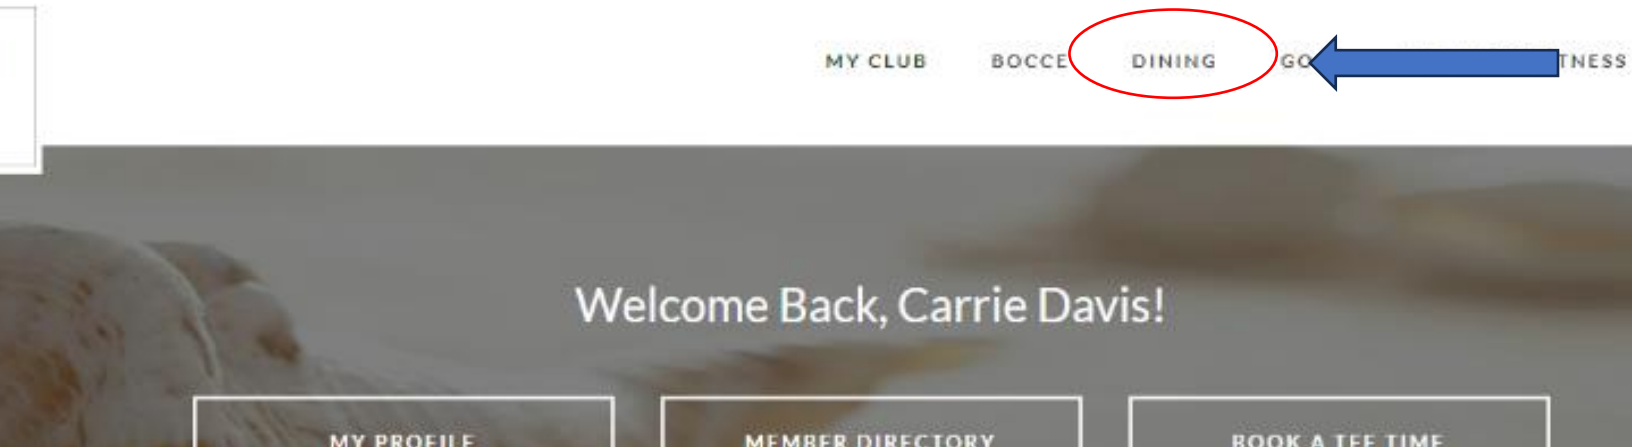 MY CLUB BOCCE DINING
Welcome Back, Carrie Davis!
MY PROFILE MEMBER DIRECTORY BOOK A TEE TIME